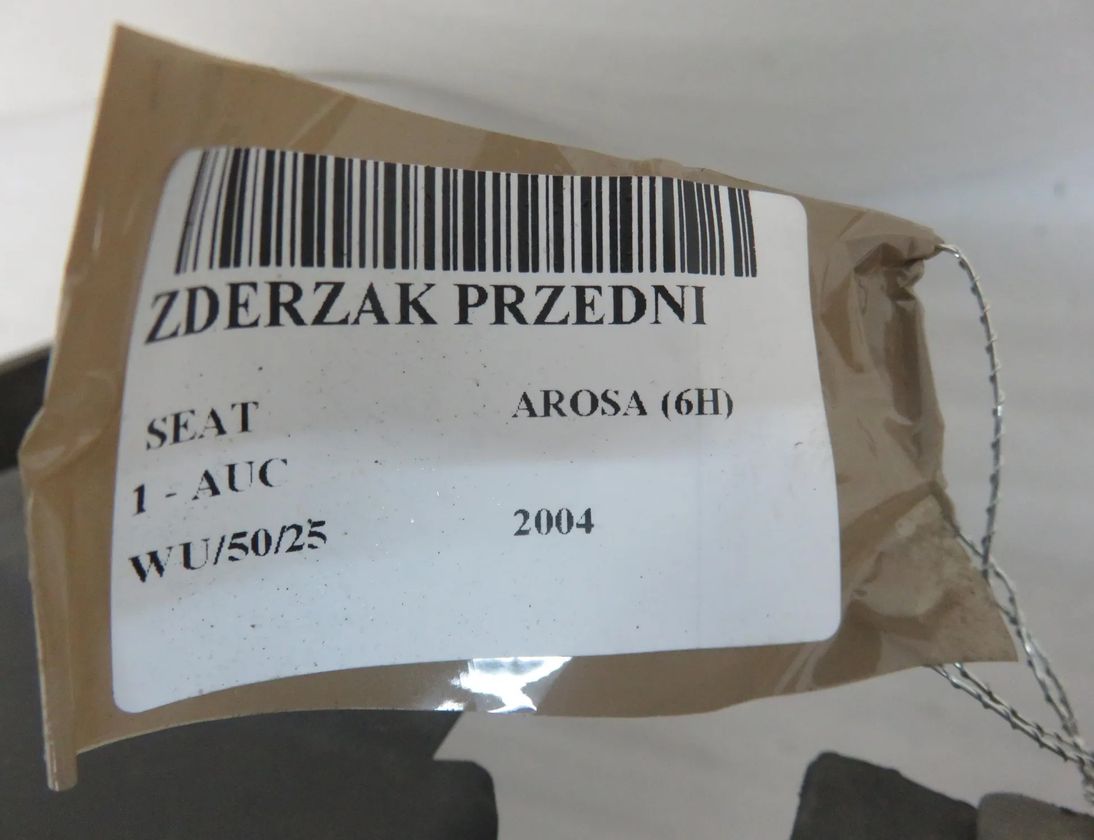 ZDERZAK PRZEDNI
SEAT AROSA (6H)
1 - AUC
WU/50/25 2004